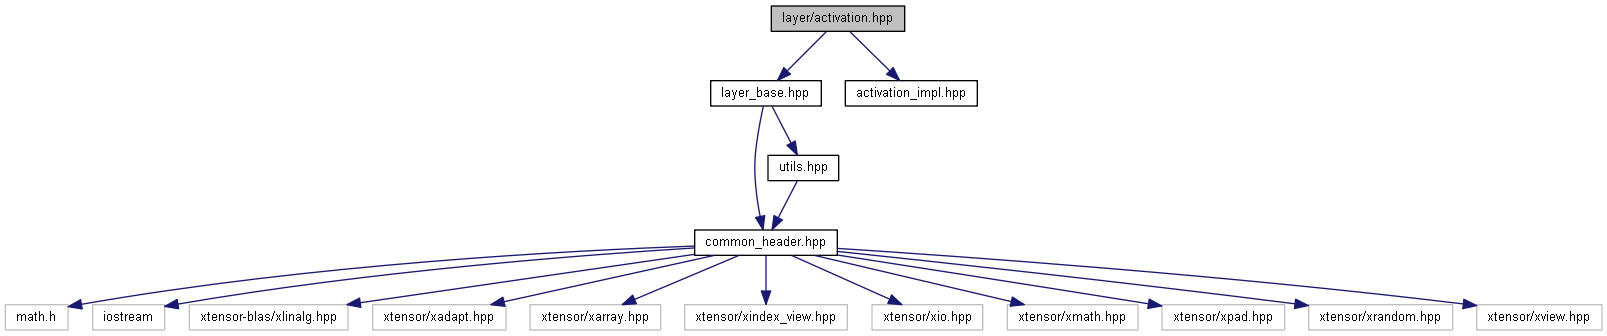 layer/activation.hpp
layer_base.hpp
activation_impl.hpp
utils.hpp
common_header.hpp
math.h
iostream
xtensor-blas/xlinalg.hpp
xtensor/xadapt.hpp
xtensor/xarray.hpp
xtensor/xindex_view.hpp
xtensor/xio.hpp
xtensor/xmath.hpp
xtensor/xpad.hpp
xtensor/xrandom.hpp
xtensor/xview.hpp